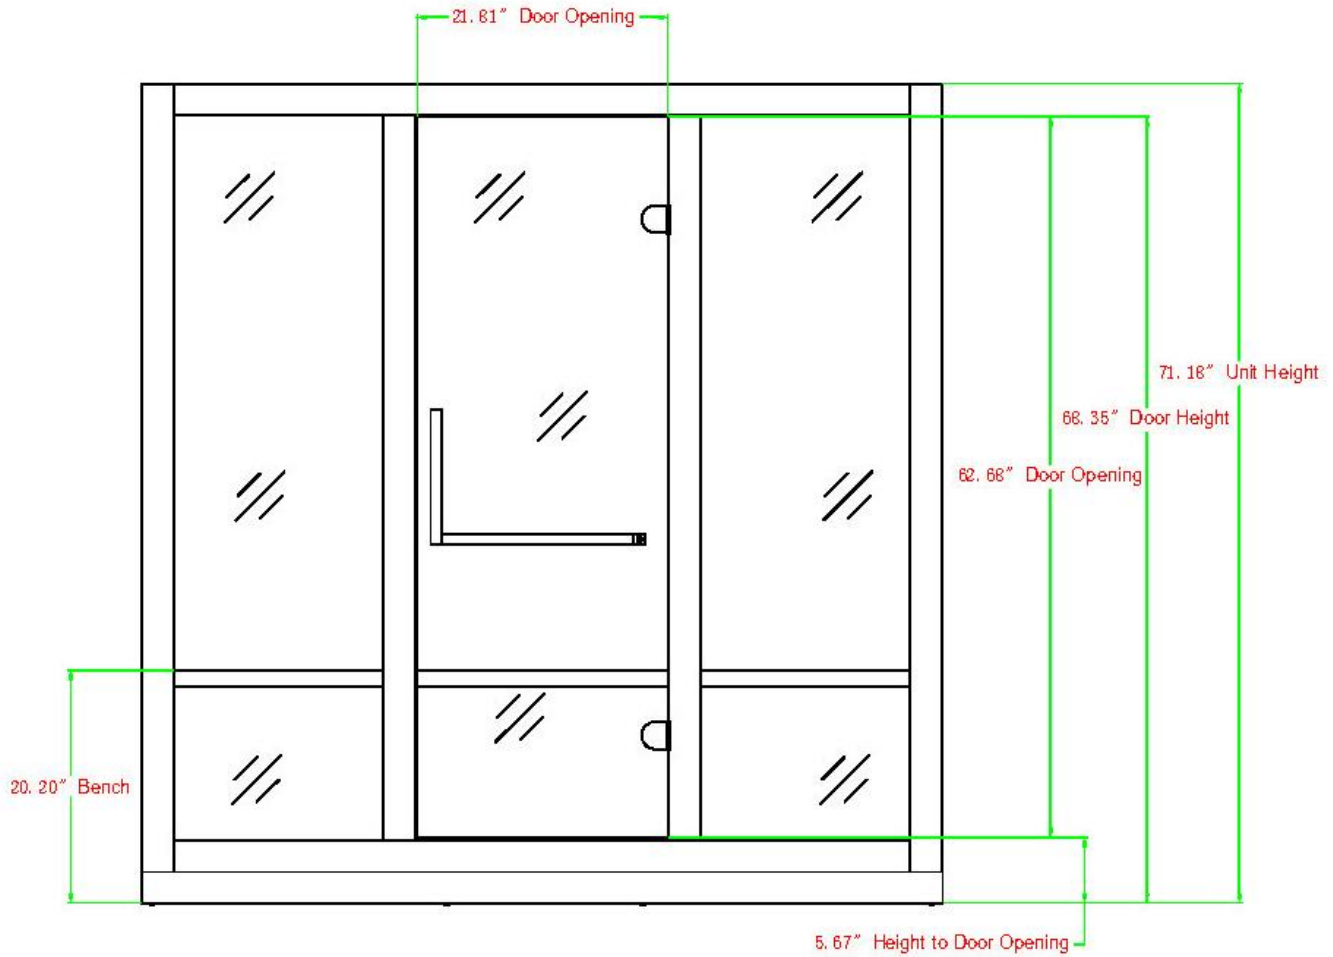 21.81" Door Opening
71.18" Unit Height
68.35" Door Height
62.68" Door Opening
20.20" Bench
5.67" Height to Door Opening